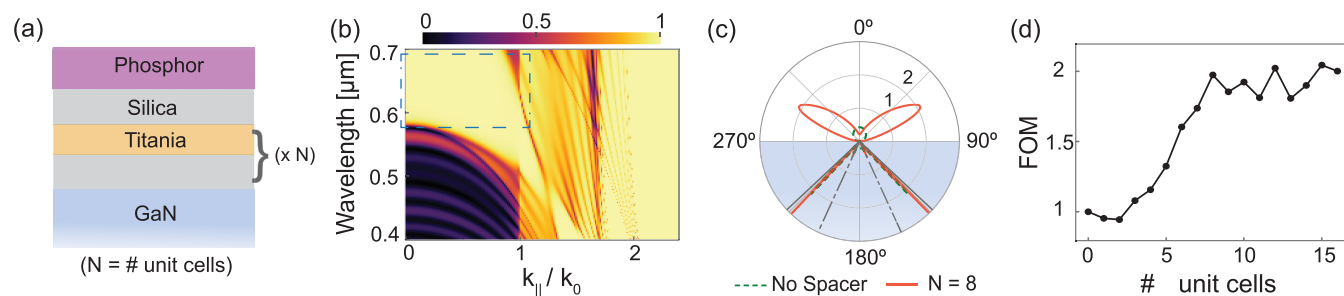 (a)
Phosphor
Silica
Titania
(x N)
GaN
(N = # unit cells)
(b)
0 0.5 1
0.7
0.6
0.5
0.4
Wavelength [μm]
0 1 2
k|| / k0
(c)
0º
2
1
270º 90º
180º
No Spacer N = 8
(d)
2
1.5
1
FOM
0 5 10 15
# unit cells